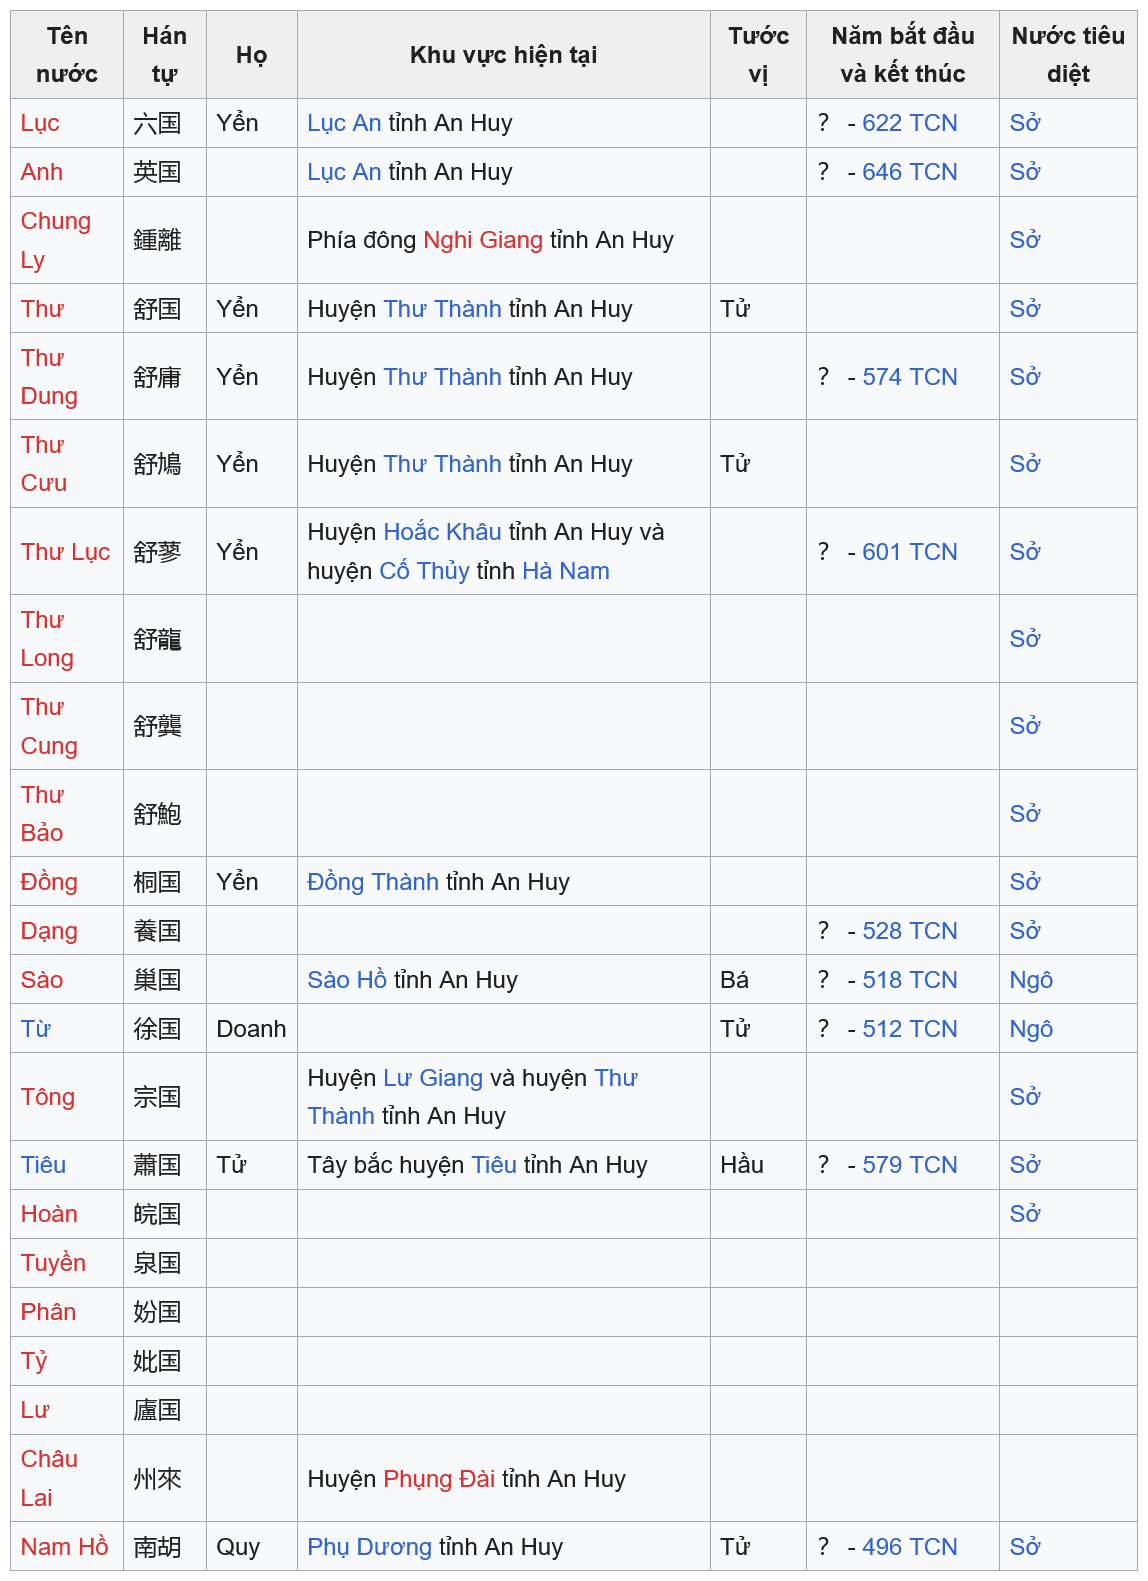 Tên nước Hán tự Họ Khu vực hiện tại Tước vị Năm bắt đầu và kết thúc Nước tiêu diệt
Lục 六国 Yển Lục An tỉnh An Huy ? - 622 TCN Sở
Anh 英国 Lục An tỉnh An Huy ? - 646 TCN Sở
Chung Ly 鍾離 Phía đông Nghi Giang tỉnh An Huy Sở
Thư 舒国 Yển Huyện Thư Thành tỉnh An Huy Tử Sở
Thư Dung 舒庸 Yển Huyện Thư Thành tỉnh An Huy ? - 574 TCN Sở
Thư Cưu 舒鳩 Yển Huyện Thư Thành tỉnh An Huy Tử Sở
Thư Lục 舒蓼 Yển Huyện Hoắc Khâu tỉnh An Huy và huyện Cố Thủy tỉnh Hà Nam ? - 601 TCN Sở
Thư Long 舒龍 Sở
Thư Cung 舒龔 Sở
Thư Bảo 舒鮑 Sở
Đồng 桐国 Yển Đồng Thành tỉnh An Huy Sở
Dạng 養国 ? - 528 TCN Sở
Sào 巢国 Sào Hồ tỉnh An Huy Bá ? - 518 TCN Ngô
Từ 徐国 Doanh Tử ? - 512 TCN Ngô
Tông 宗国 Huyện Lư Giang và huyện Thư Thành tỉnh An Huy Sở
Tiêu 蕭国 Tử Tây bắc huyện Tiêu tỉnh An Huy Hầu ? - 579 TCN Sở
Hoàn 皖国 Sở
Tuyền 泉国
Phân 妢国
Tỷ 妣国
Lư 廬国
Châu Lai 州來 Huyện Phụng Đài tỉnh An Huy
Nam Hồ 南胡 Quy Phụ Dương tỉnh An Huy Tử ? - 496 TCN Sở